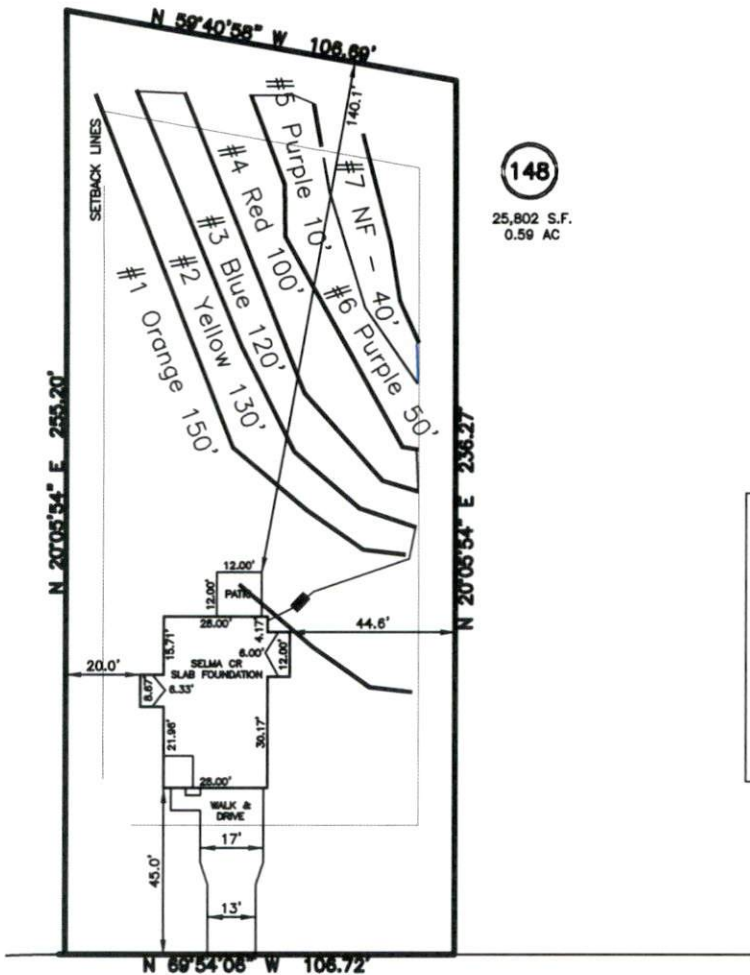 N 59°40'58" W 106.69'
140.1'
SETBACK LINES
148
25,802 S.F.
0.59 AC
#5 Purple 10'
#7 NF - 40'
#4 Red 100'
#3 Blue 120'
#6 Purple 50'
#2 Yellow 130'
#1 Orange 150'
N 20°05'54" E 255.20'
N 20°05'54" E 236.27'
12.00'
12.00'
PATIO
28.00'
4.17'
44.6'
15.71'
6.00'
12.00'
SELMA CR
SLAB FOUNDATION
20.0'
8.67'
6.33'
21.96'
30.17'
28.00'
WALK &
DRIVE
17'
45.0'
13'
N 69°54'06" W 106.72'